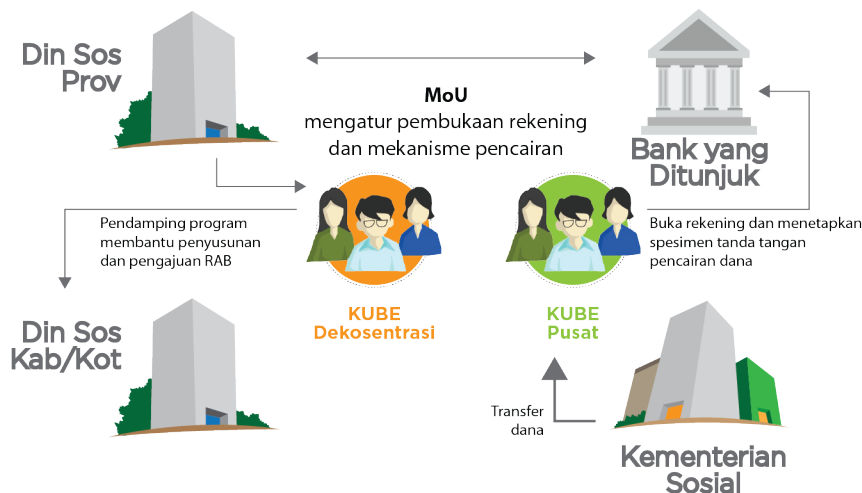 Din Sos
Prov
MoU
mengatur pembukaan rekening
dan mekanisme pencairan
Bank yang
Ditunjuk
Pendamping program
membantu penyusunan
dan pengajuan RAB
Buka rekening dan menetapkan
spesimen tanda tangan
pencairan dana
KUBE
Dekosentrasi
KUBE
Pusat
Din Sos
Kab/Kot
Transfer
dana
Kementerian
Sosial